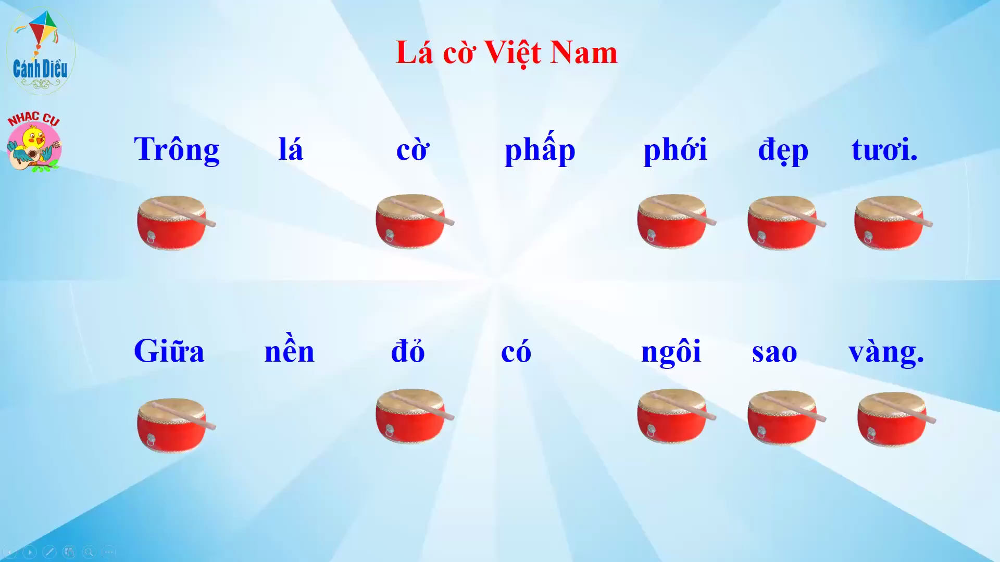 Cánh Diều
Lá cờ Việt Nam
NHẠC CỤ
Trông lá cờ phấp phới đẹp tươi.
Giữa nền đỏ có ngôi sao vàng.